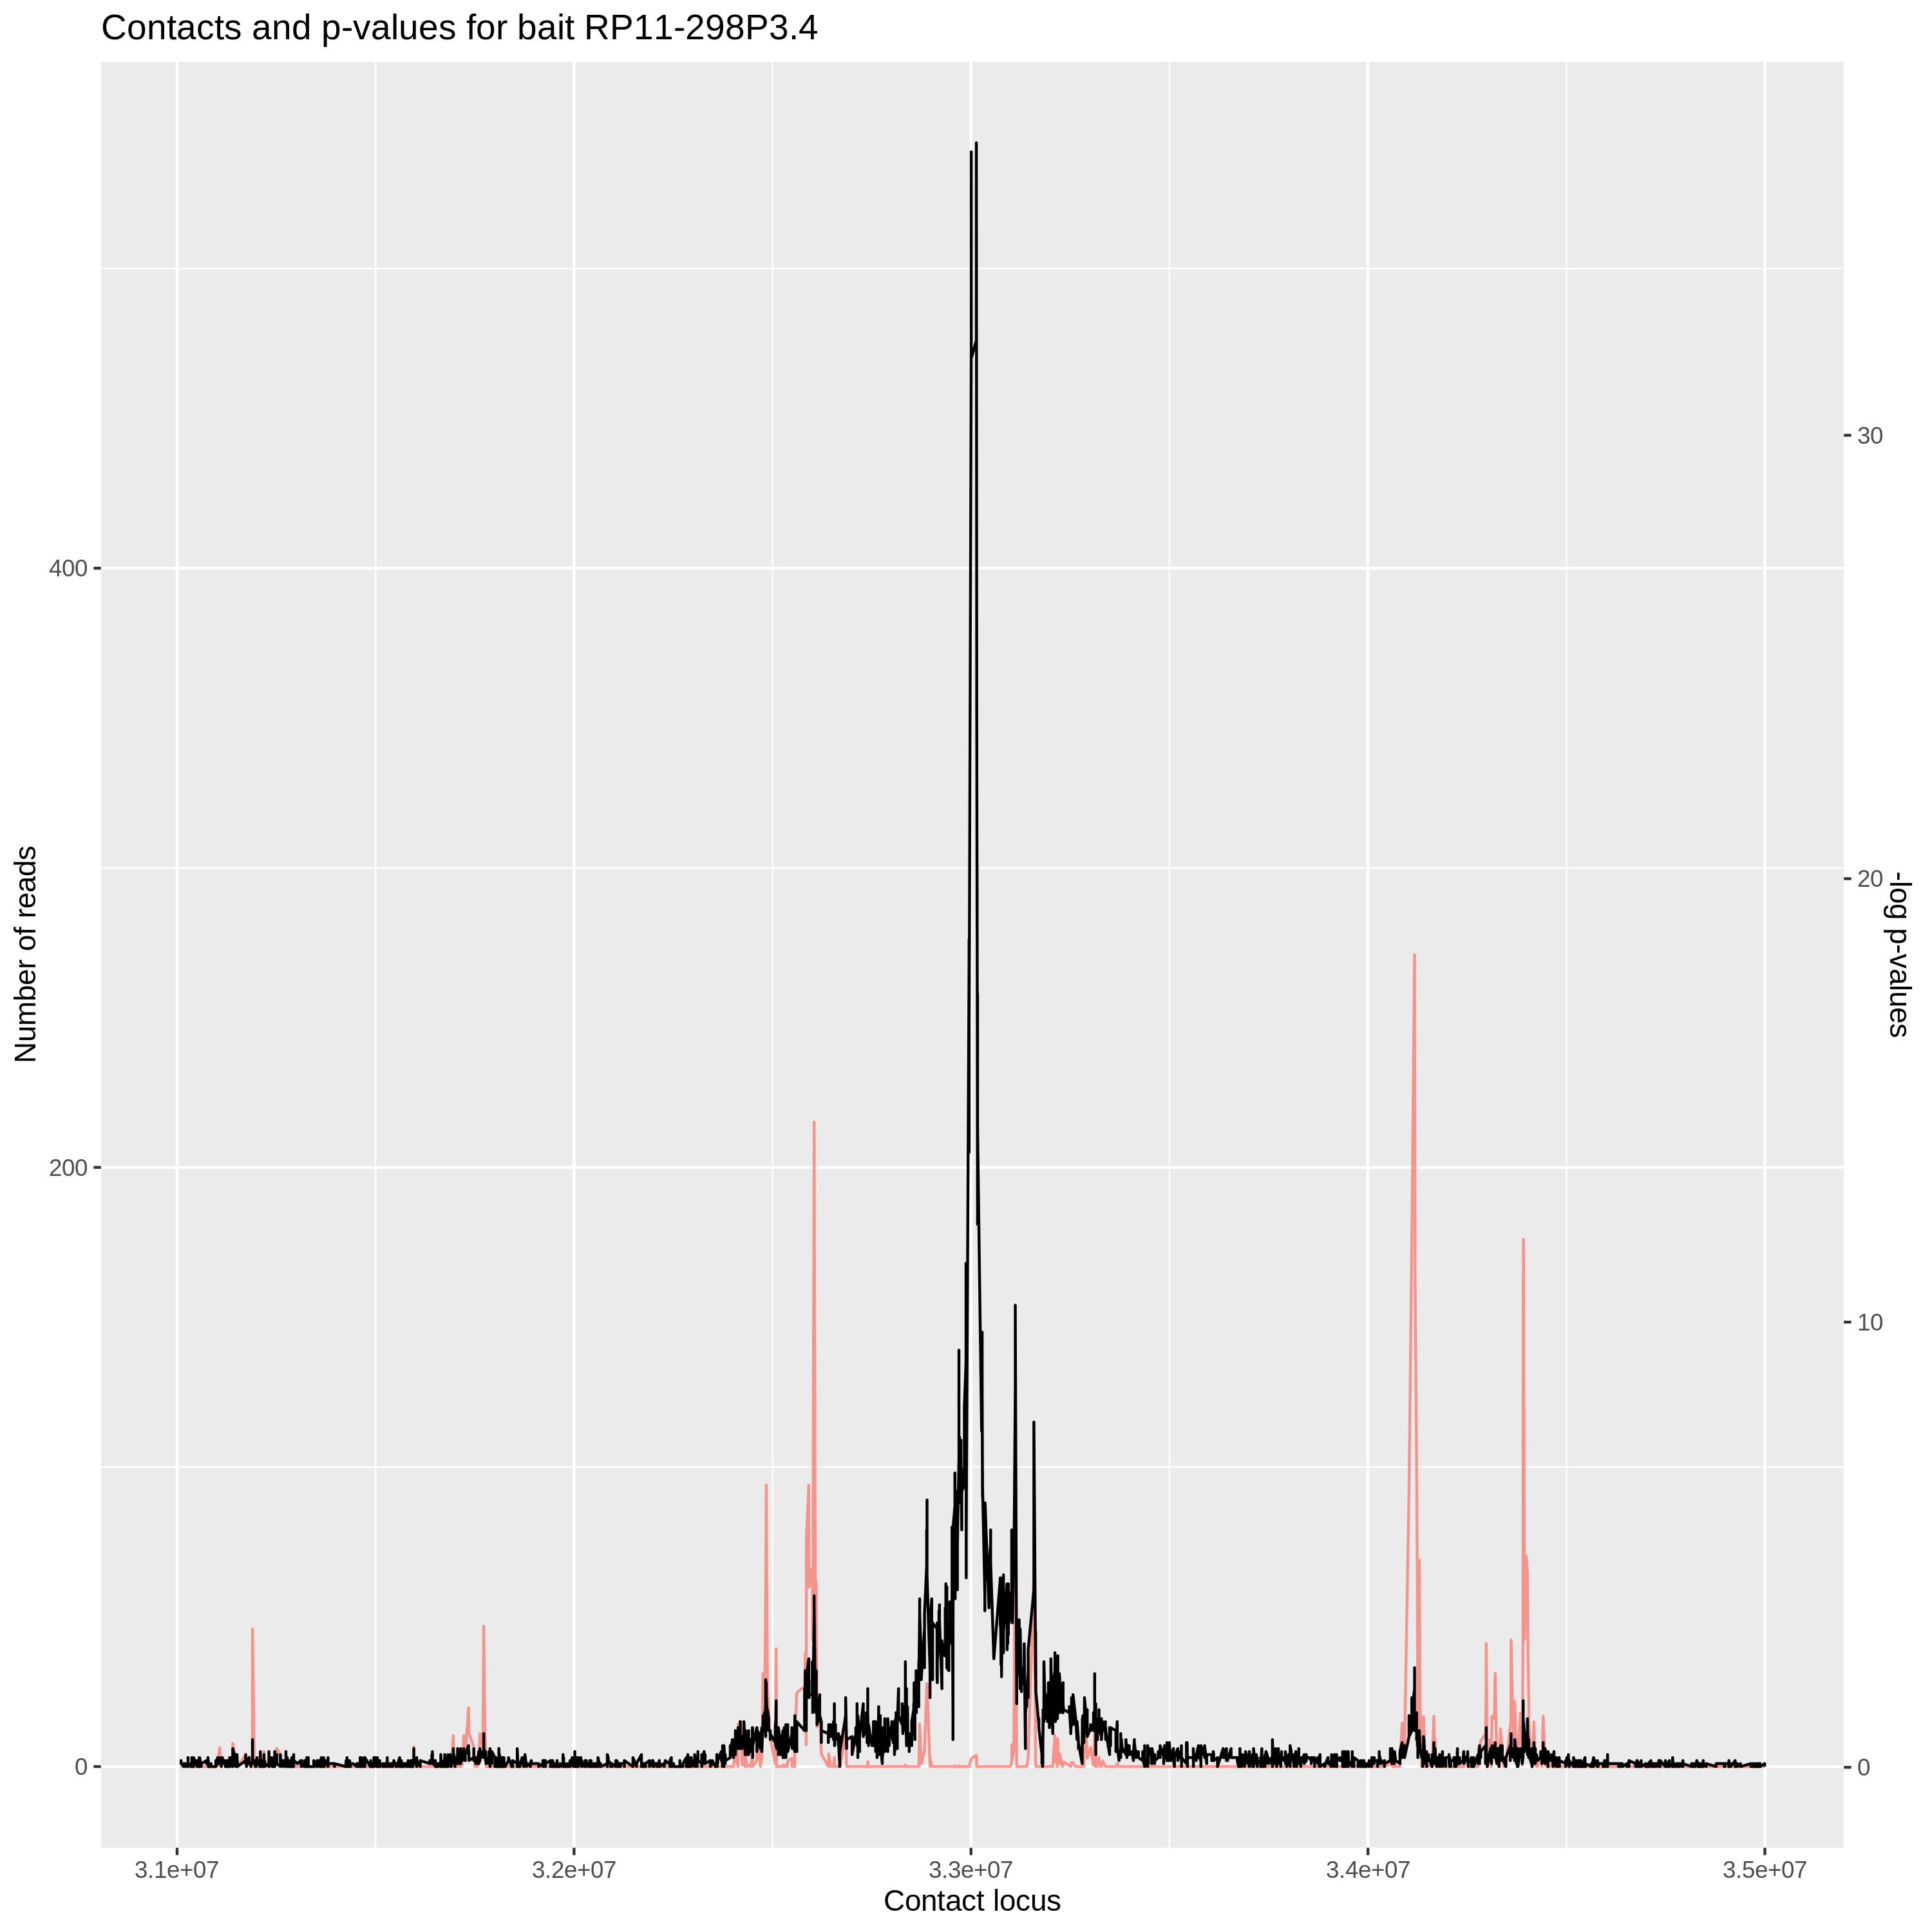 Contacts and p-values for bait RP11-298P3.4
Number of reads
400
200
0
30
20
10
0
-log p-values
3.1e+07 3.2e+07 3.3e+07 3.4e+07 3.5e+07
Contact locus